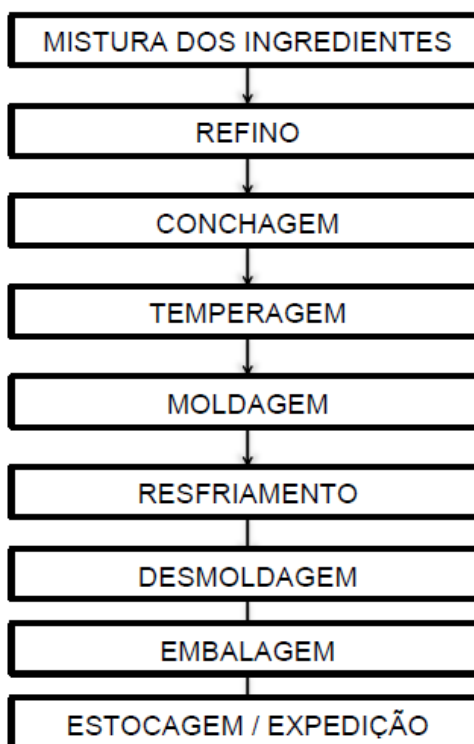 MISTURA DOS INGREDIENTES
REFINO
CONCHAGEM
TEMPERAGEM
MOLDAGEM
RESFRIAMENTO
DESMOLDAGEM
EMBALAGEM
ESTOCAGEM / EXPEDIÇÃO